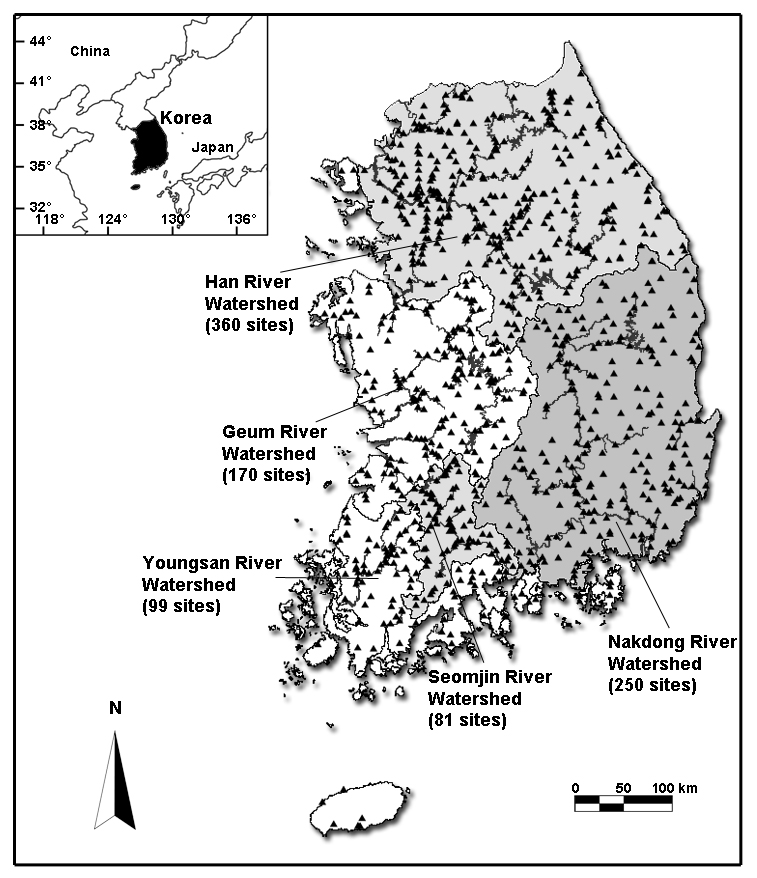 44°
China
41°
38°
Korea
Japan
35°
32°
118° 124° 130° 136°
Han River
Watershed
(360 sites)
Geum River
Watershed
(170 sites)
Youngsan River
Watershed
(99 sites)
Nakdong River
Watershed
(250 sites)
Seomjin River
Watershed
(81 sites)
N
0 50 100 km